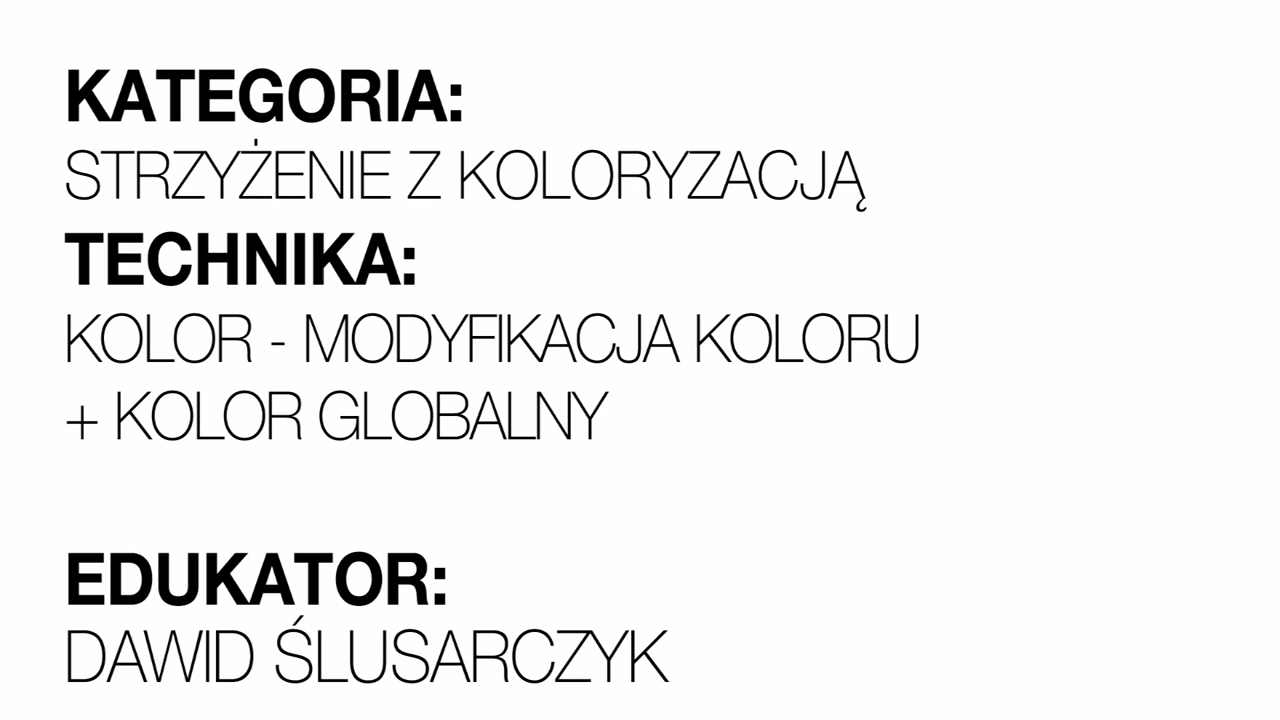 KATEGORIA:
STRZYŻENIE Z KOLORYZACJĄ
TECHNIKA:
KOLOR - MODYFIKACJA KOLORU
+ KOLOR GLOBALNY
EDUKATOR:
DAWID ŚLUSARCZYK